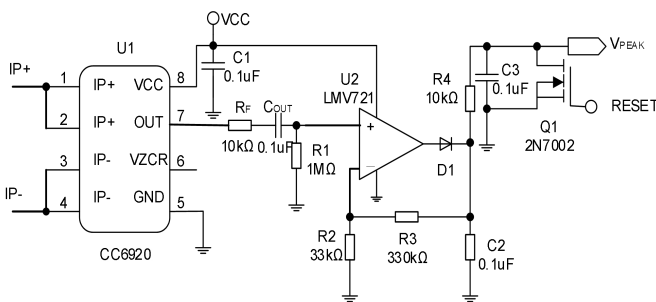 VCC
U1
IP+
1
IP+
VCC
8
C1
0.1uF
U2
LMV721
R4
10kΩ
C3
0.1uF
VPEAK
RESET
Q1
2N7002
2
IP+
OUT
7
RF
10kΩ
COUT
0.1uF
+
R1
1MΩ
D1
3
IP-
VZCR
6
IP-
4
IP-
GND
5
−
CC6920
R2
33kΩ
R3
330kΩ
C2
0.1uF